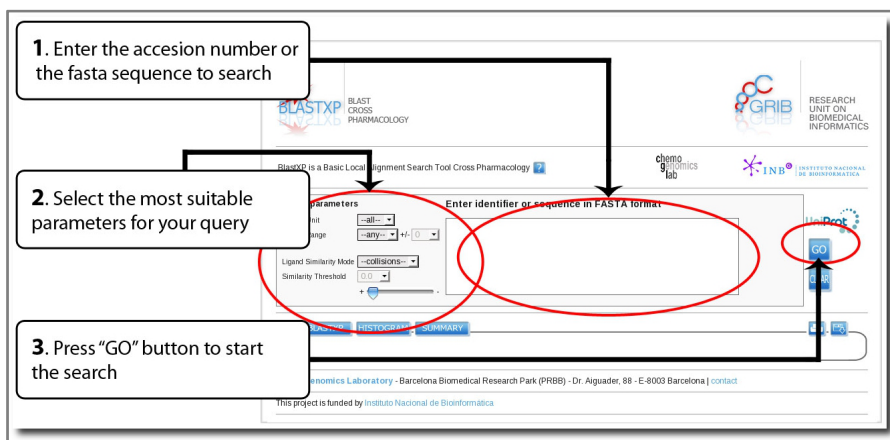 1. Enter the accesion number or
the fasta sequence to search
BLASTXP
BLAST
CROSS
PHARMACOLOGY
GRIB
RESEARCH
UNIT ON
BIOMEDICAL
INFORMATICS
BlastXP is a Basic Local Alignment Search Tool Cross Pharmacology ?
chemo
genomics
lab
INB
INSTITUTO NACIONAL
DE BIOINFORMATICA
2. Select the most suitable
parameters for your query
parameters
Enter identifier or sequence in FASTA format
UniProt
--all--
--any-- +/- 0
GO
Ligand Similarity Mode --collisions--
Similarity Threshold 0.0
+ -
BLASTXP HISTOGRAM SUMMARY
3. Press "GO" button to start
the search
Laboratory - Barcelona Biomedical Research Park (PRBB) - Dr. Aiguader, 88 - E-8003 Barcelona | contact
This project is funded by Instituto Nacional de Bioinformática